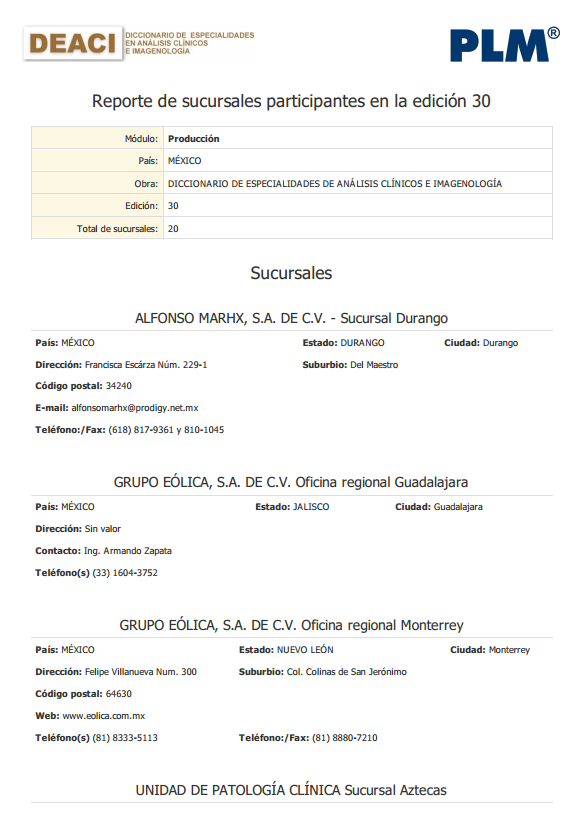 DEACI DICCIONARIO DE ESPECIALIDADES
EN ANÁLISIS CLÍNICOS
E IMAGENOLOGÍA
PLM®
Reporte de sucursales participantes en la edición 30
Módulo: Producción
País: MÉXICO
Obra: DICCIONARIO DE ESPECIALIDADES DE ANÁLISIS CLÍNICOS E IMAGENOLOGÍA
Edición: 30
Total de sucursales: 20
Sucursales
ALFONSO MARHX, S.A. DE C.V. - Sucursal Durango
País: MÉXICO Estado: DURANGO Ciudad: Durango
Dirección: Francisca Escárza Núm. 229-1 Suburbio: Del Maestro
Código postal: 34240
E-mail: alfonsomarhx@prodigy.net.mx
Teléfono:/Fax: (618) 817-9361 y 810-1045
GRUPO EÓLICA, S.A. DE C.V. Oficina regional Guadalajara
País: MÉXICO Estado: JALISCO Ciudad: Guadalajara
Dirección: Sin valor
Contacto: Ing. Armando Zapata
Teléfono(s) (33) 1604-3752
GRUPO EÓLICA, S.A. DE C.V. Oficina regional Monterrey
País: MÉXICO Estado: NUEVO LEÓN Ciudad: Monterrey
Dirección: Felipe Villanueva Num. 300 Suburbio: Col. Colinas de San Jerónimo
Código postal: 64630
Web: www.eolica.com.mx
Teléfono(s) (81) 8333-5113 Teléfono:/Fax: (81) 8880-7210
UNIDAD DE PATOLOGÍA CLÍNICA Sucursal Aztecas